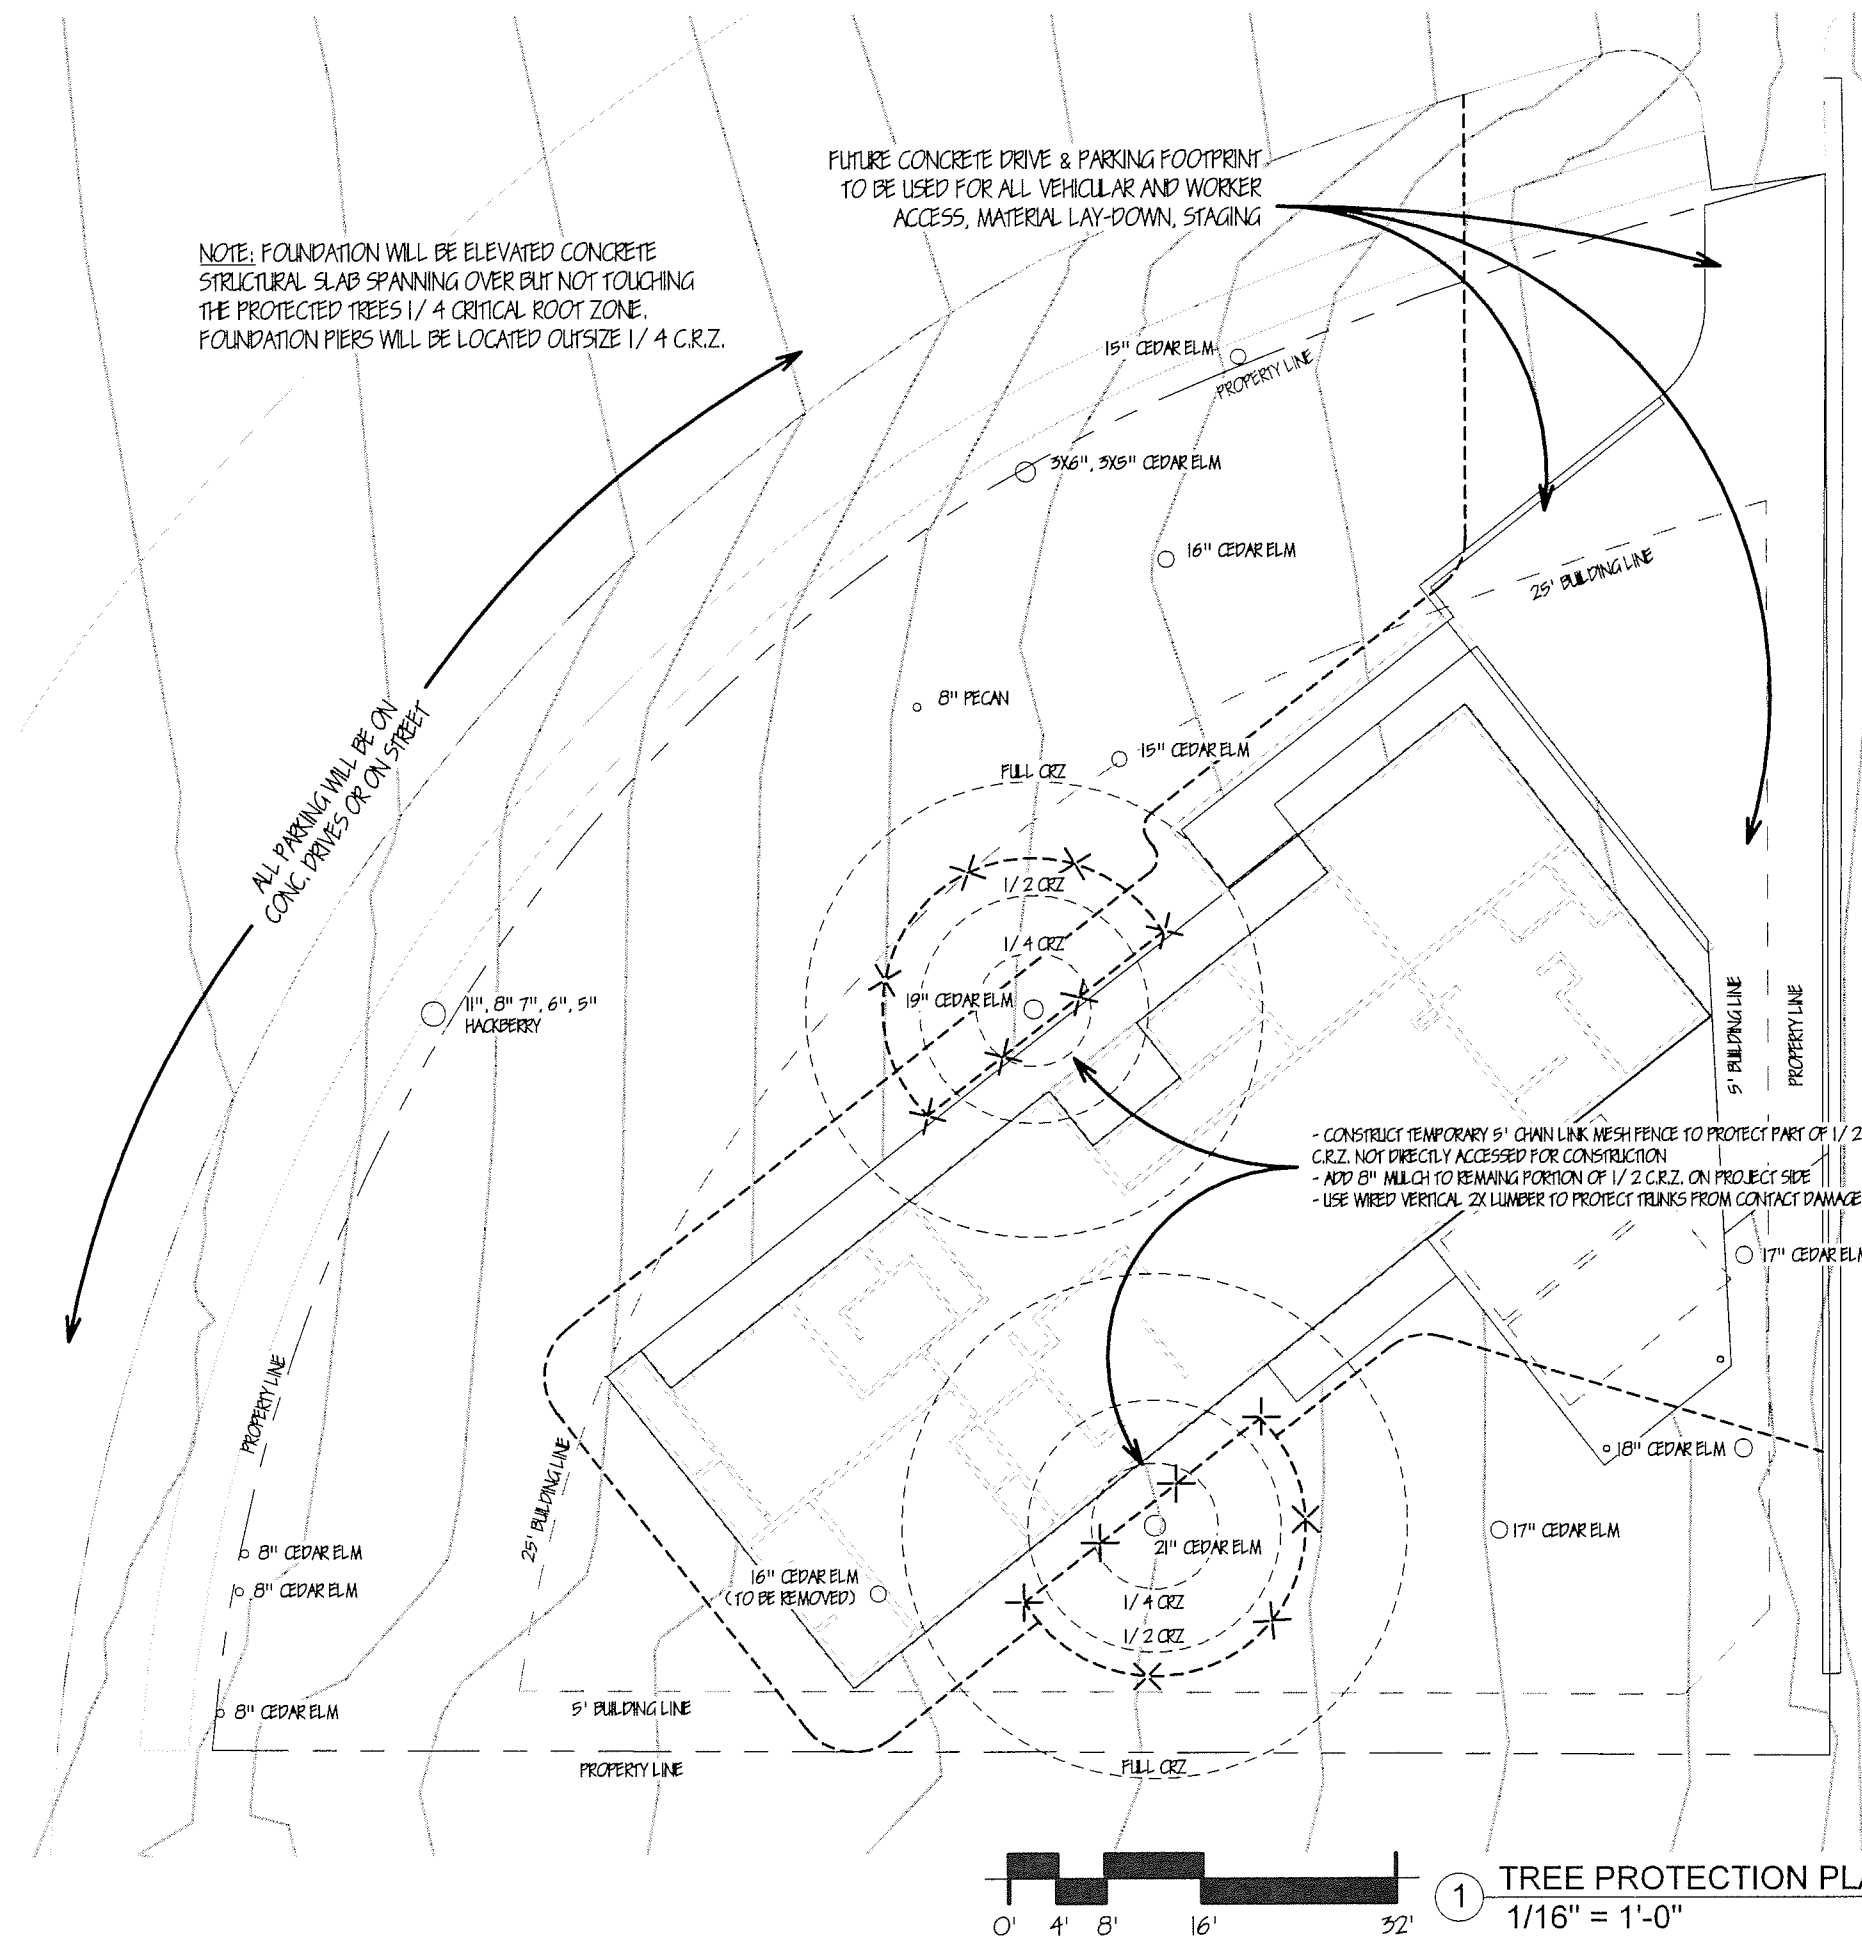 FUTURE CONCRETE DRIVE & PARKING FOOTPRINT
TO BE USED FOR ALL VEHICULAR AND WORKER
ACCESS, MATERIAL LAY-DOWN, STAGING
NOTE: FOUNDATION WILL BE ELEVATED CONCRETE
STRUCTURAL SLAB SPANNING OVER BUT NOT TOUCHING
THE PROTECTED TREES 1/4 CRITICAL ROOT ZONE.
FOUNDATION PIERS WILL BE LOCATED OUTSIZE 1/4 C.R.Z.
15" CEDAR ELM
PROPERTY LINE
3X6", 3X5" CEDAR ELM
16" CEDAR ELM
25' BUILDING LINE
8" PECAN
15" CEDAR ELM
FULL CRZ
ALL PARKING WILL BE ON
CONC. DRIVES OR ON STREET
1/2 CRZ
1/4 CRZ
19" CEDAR ELM
11", 8" 7", 6", 5"
HACKBERRY
5' BUILDING LINE
PROPERTY LINE
- CONSTRUCT TEMPORARY 5' CHAIN LINK MESH FENCE TO PROTECT PART OF 1/2
C.R.Z. NOT DIRECTLY ACCESSED FOR CONSTRUCTION
- ADD 8" MULCH TO REMAING PORTION OF 1/2 C.R.Z. ON PROJECT SIDE
- USE WIRED VERTICAL 2X LUMBER TO PROTECT TRUNKS FROM CONTACT DAMAGE
17" CEDAR ELM
PROPERTY LINE
25' BUILDING LINE
18" CEDAR ELM
17" CEDAR ELM
21" CEDAR ELM
8" CEDAR ELM
8" CEDAR ELM
16" CEDAR ELM
(TO BE REMOVED)
1/4 CRZ
1/2 CRZ
8" CEDAR ELM
5' BUILDING LINE
PROPERTY LINE
FULL CRZ
0' 4' 8' 16' 32'
1 TREE PROTECTION PLA
1/16" = 1'-0"